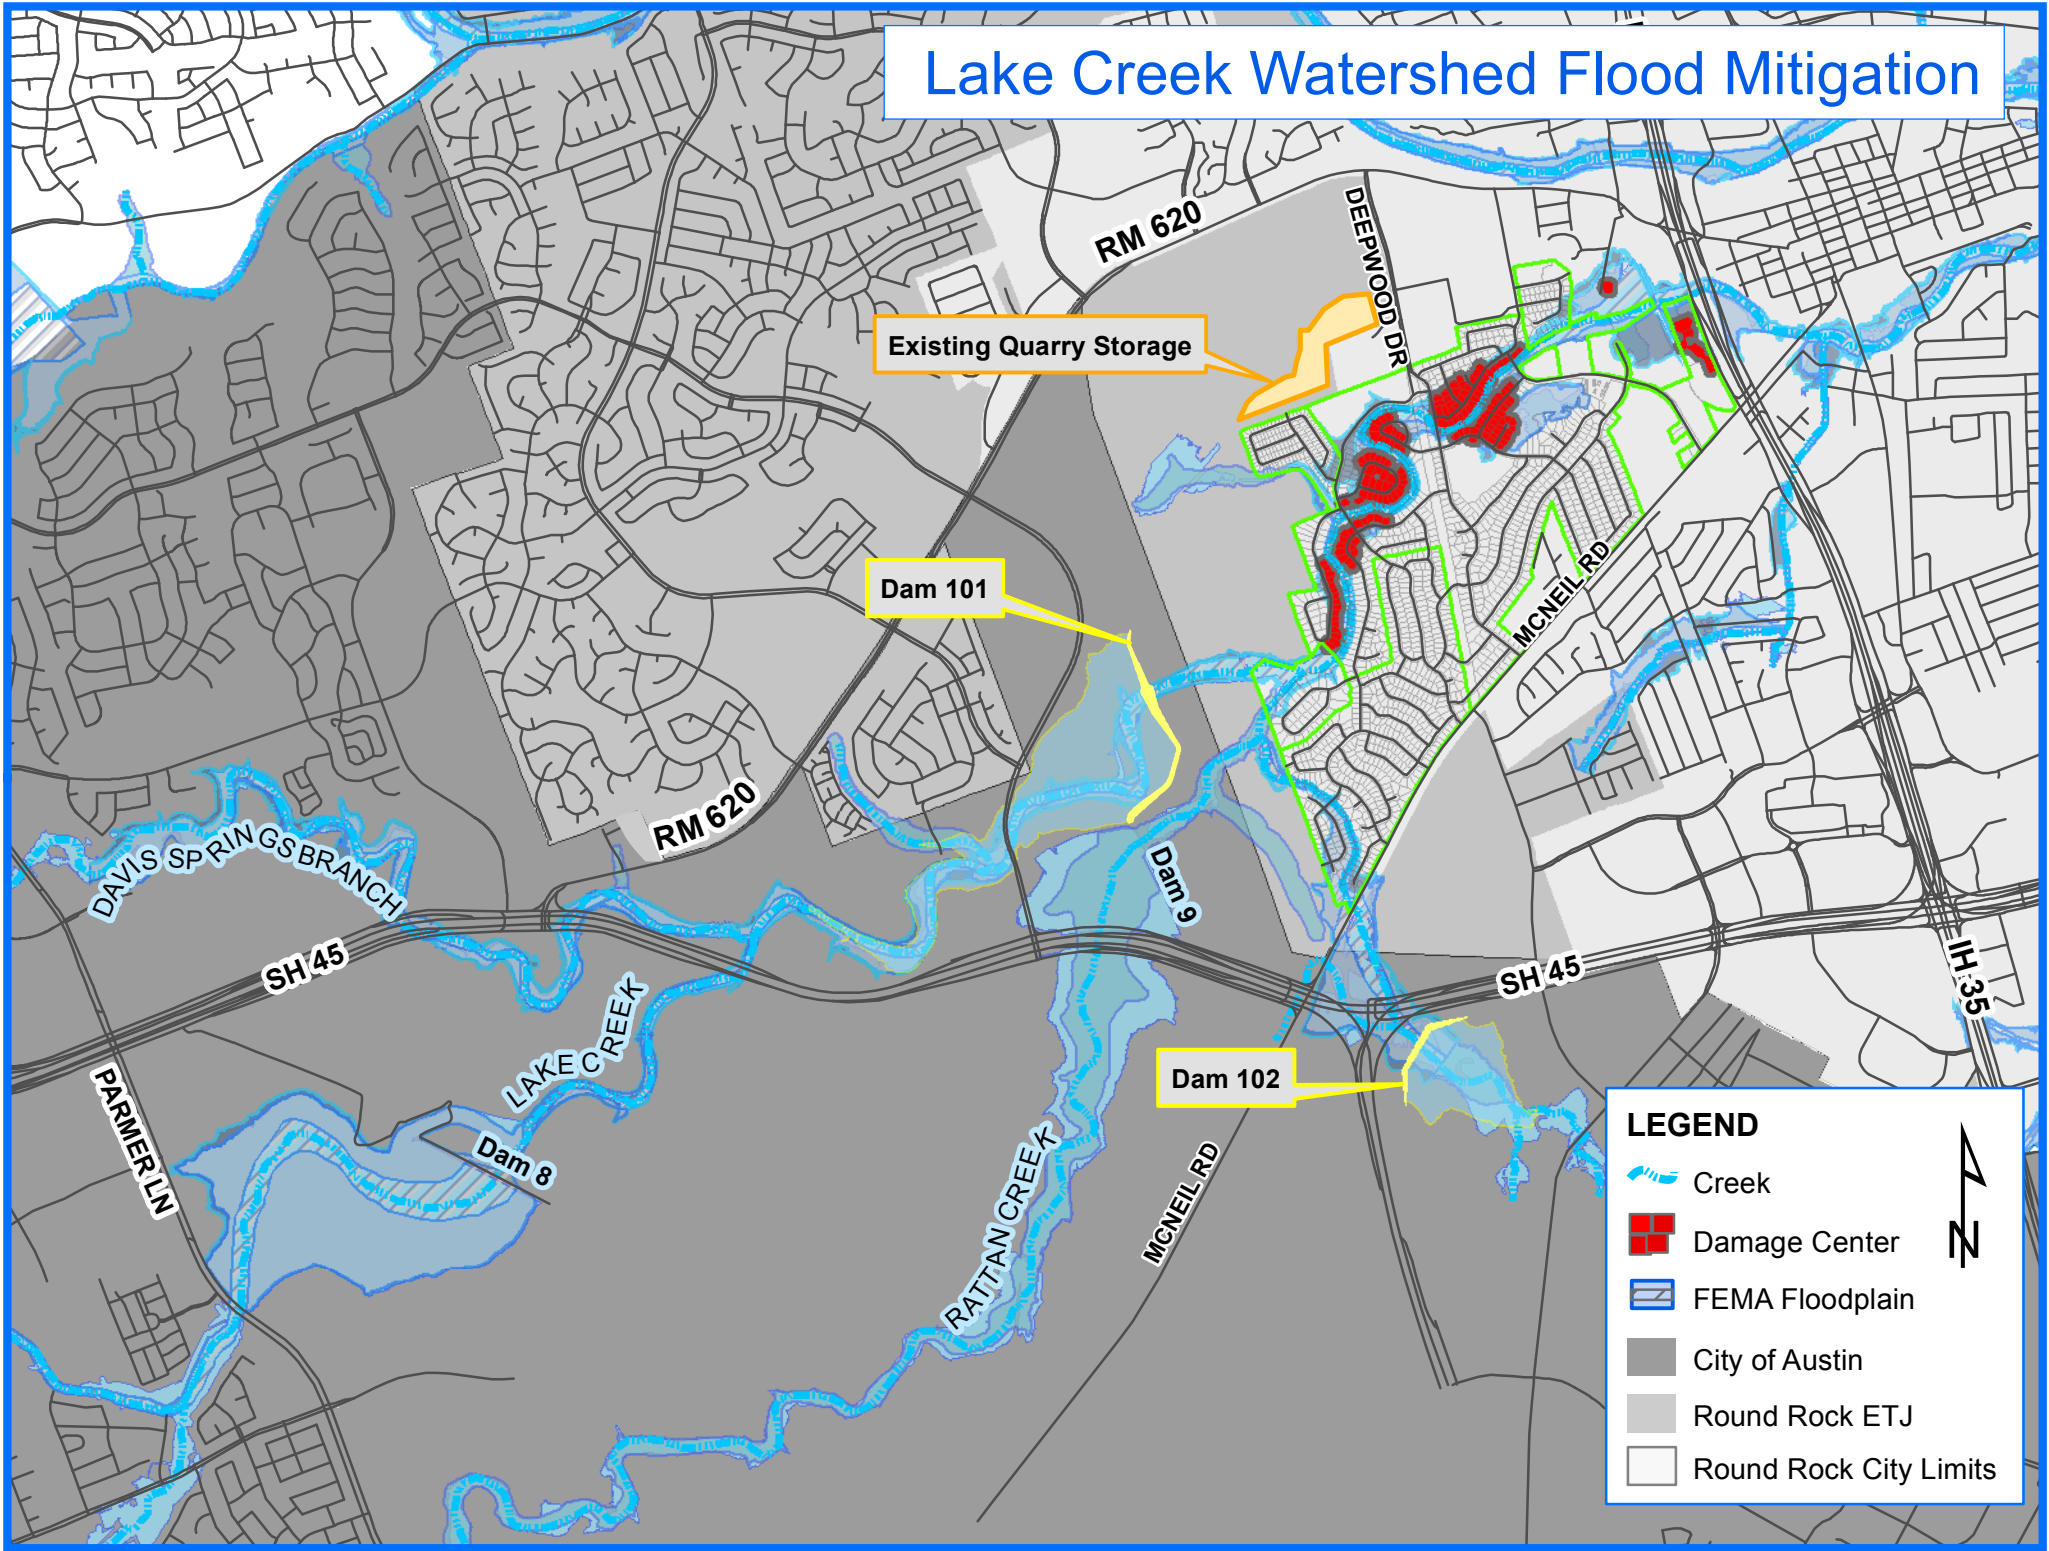 Lake Creek Watershed Flood Mitigation
RM 620
DEEPWOOD DR
Existing Quarry Storage
Dam 101
MCNEIL RD
RM 620
DAVIS SPRINGS BRANCH
Dam 9
SH 45
SH 45
IH 35
LAKE CREEK
Dam 102
PARMER LN
Dam 8
RATTAN CREEK
MCNEIL RD
LEGEND
Creek
Damage Center
FEMA Floodplain
City of Austin
Round Rock ETJ
Round Rock City Limits
N